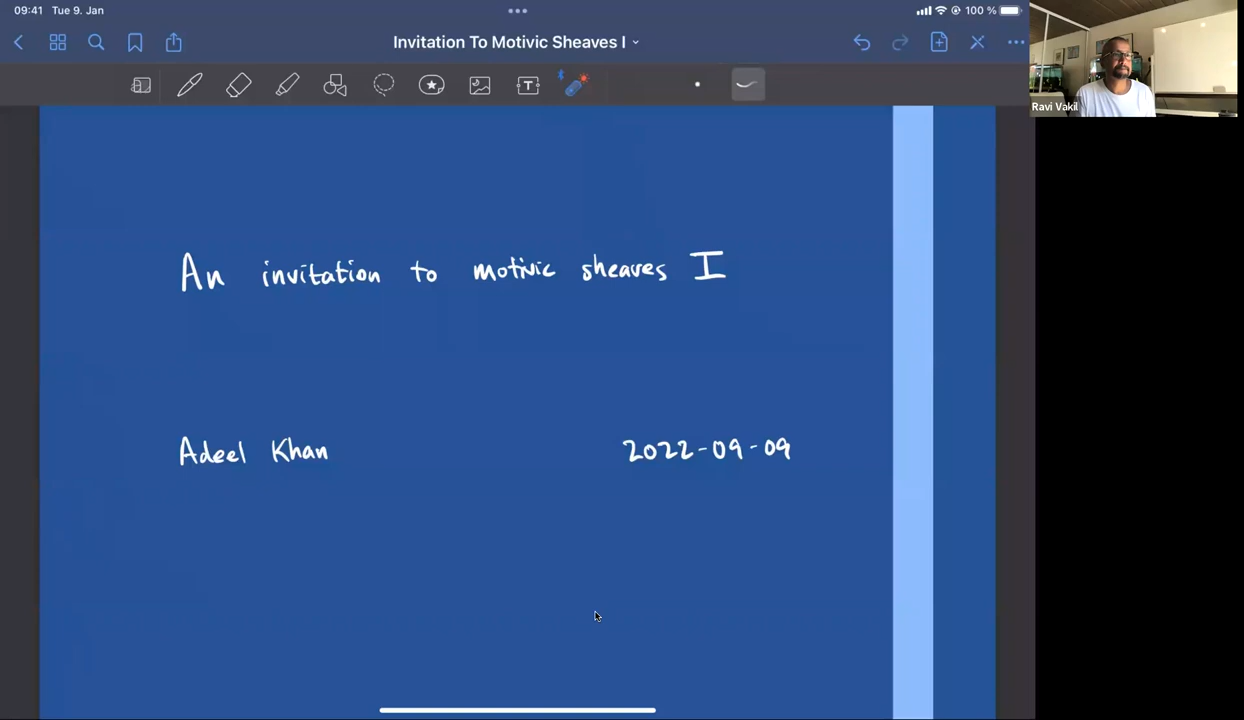 09:41 Tue 9. Jan
100 %
Invitation To Motivic Sheaves I
T
Ravi Vakil
An invitation to motivic sheaves I
Adeel Khan
2022-09-09